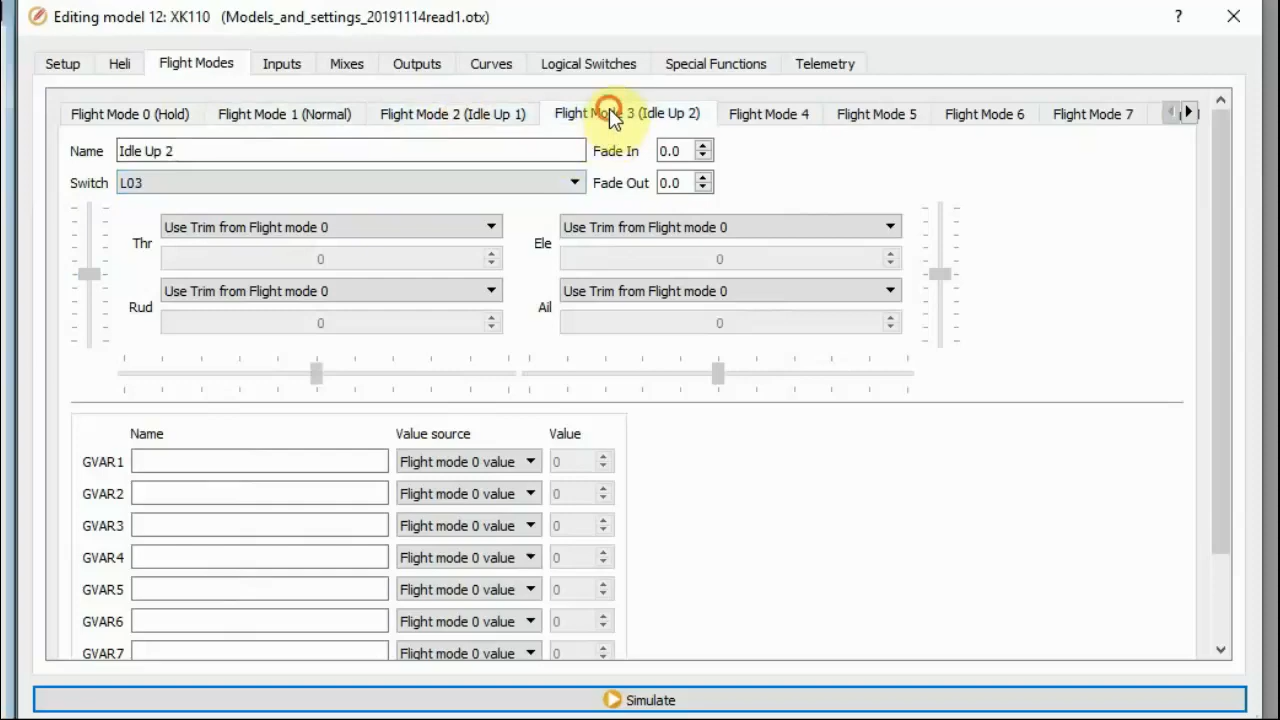 Editing model 12: XK110 (Models_and_settings_20191114read1.otx) ?
Setup Heli Flight Modes Inputs Mixes Outputs Curves Logical Switches Special Functions Telemetry
Flight Mode 0 (Hold) Flight Mode 1 (Normal) Flight Mode 2 (Idle Up 1) Flight Mode 3 (Idle Up 2) Flight Mode 4 Flight Mode 5 Flight Mode 6 Flight Mode 7
Name Idle Up 2 Fade In 0.0
Switch L03 Fade Out 0.0
Thr Use Trim from Flight mode 0 Ele Use Trim from Flight mode 0
0 0
Rud Use Trim from Flight mode 0 Ail Use Trim from Flight mode 0
0 0
Name Value source Value
GVAR1 Flight mode 0 value 0
GVAR2 Flight mode 0 value 0
GVAR3 Flight mode 0 value 0
GVAR4 Flight mode 0 value 0
GVAR5 Flight mode 0 value 0
GVAR6 Flight mode 0 value 0
GVAR7 Flight mode 0 value 0
Simulate